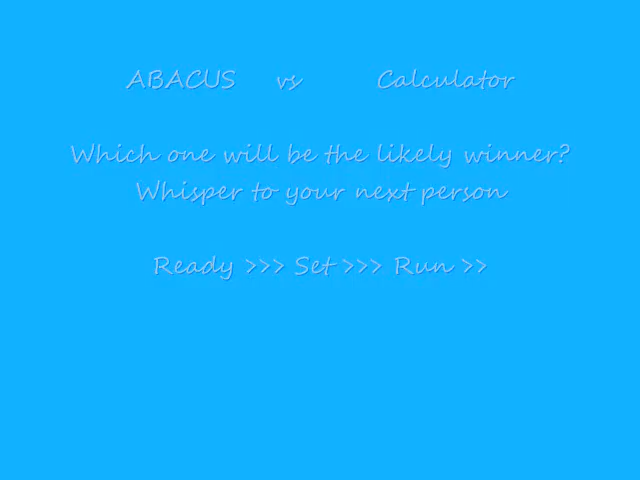 ABACUS vs Calculator
Which one will be the likely winner?
Whisper to your next person
Ready >>> Set >>> Run >>